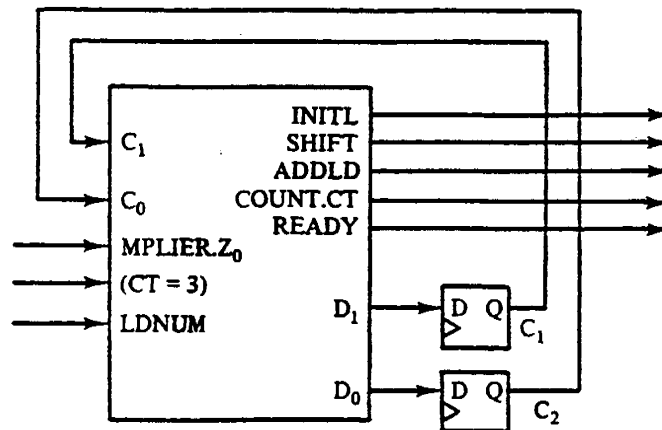 INITL
SHIFT
C₁
ADDLD
C₀
COUNT.CT
READY
MPLIER.Z₀
(CT = 3)
LDNUM
D₁
D Q
C₁
D₀
D Q
C₂